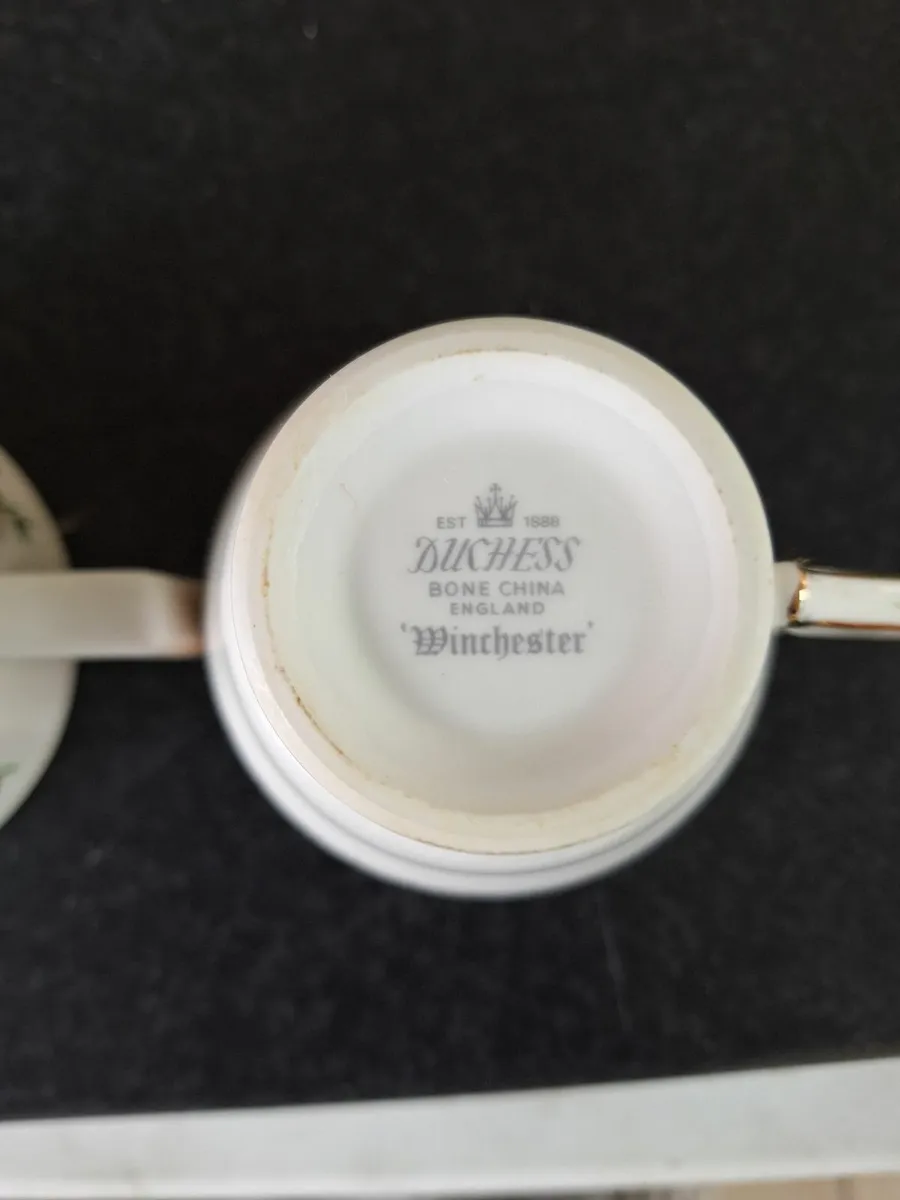 EST 1888
DUCHESS
BONE CHINA
ENGLAND
'Winchester'